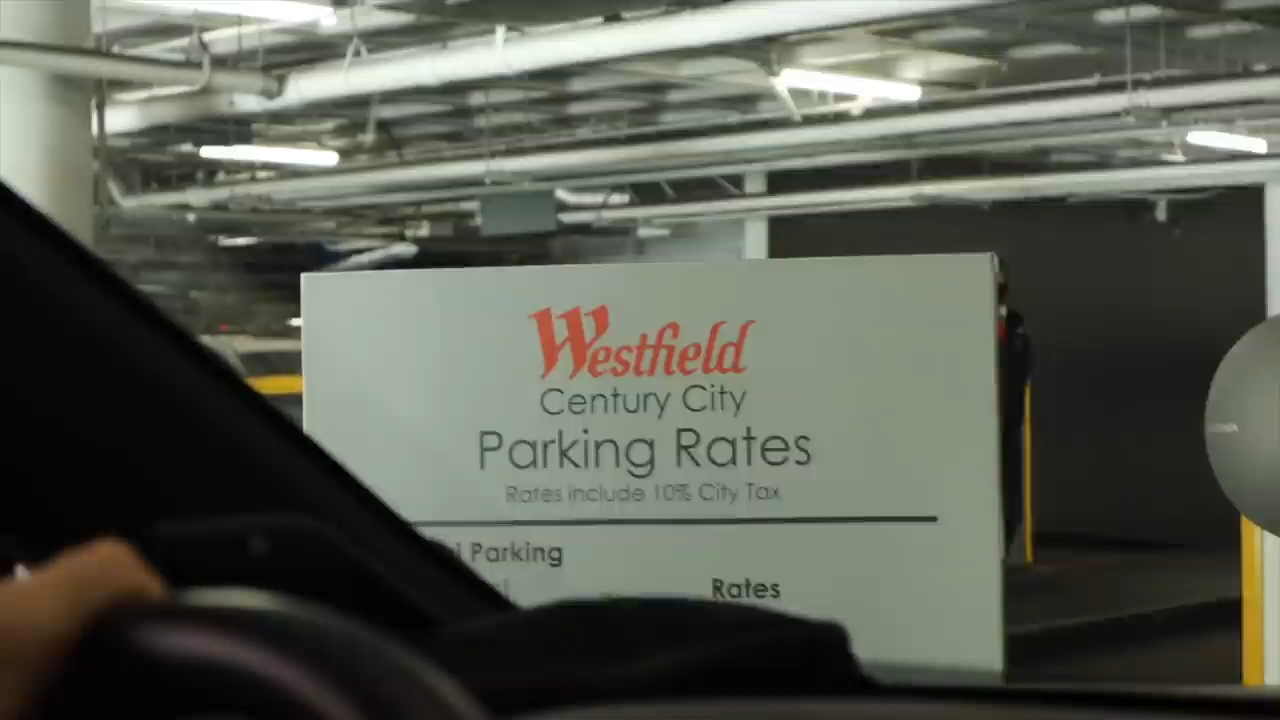 Westfield
Century City
Parking Rates
Rates include 10% City Tax
Parking
Rates